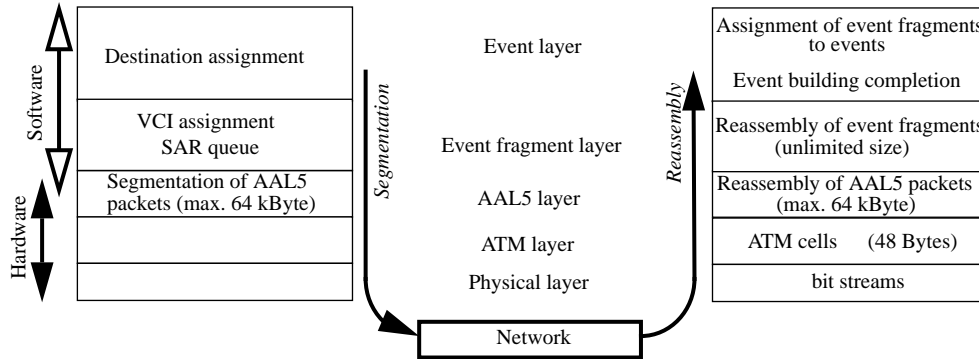 Software
Hardware
Destination assignment
VCI assignment
SAR queue
Segmentation of AAL5
packets (max. 64 kByte)
Segmentation
Event layer
Event fragment layer
AAL5 layer
ATM layer
Physical layer
Network
Reassembly
Assignment of event fragments
to events
Event building completion
Reassembly of event fragments
(unlimited size)
Reassembly of AAL5 packets
(max. 64 kByte)
ATM cells (48 Bytes)
bit streams